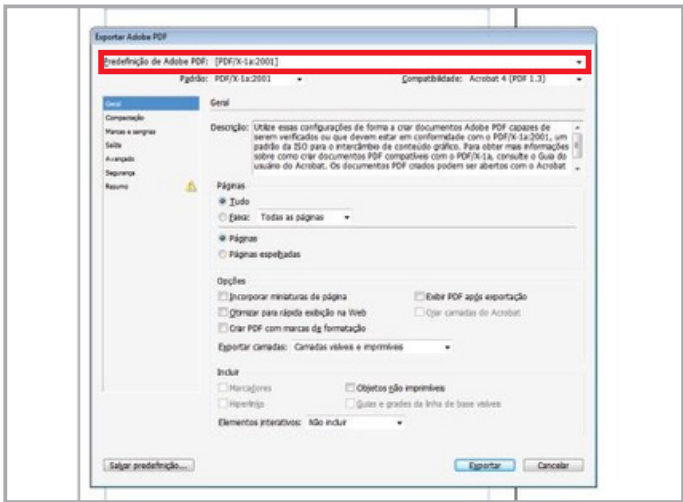 Exportar Adobe PDF
Predefinição de Adobe PDF: [PDF/X-1a:2001]
Padrão: PDF/X-1a:2001 Compatibilidade: Acrobat 4 (PDF 1.3)
Geral
Compactação
Marcas e sangrias
Saída
Avançado
Segurança
Resumo
Geral
Descrição: Utilize essas configurações de forma a criar documentos Adobe PDF capazes de
serem verificados ou que devem estar em conformidade com o PDF/X-1a:2001, um
padrão da ISO para o intercâmbio de conteúdo gráfico. Para obter mais informações
sobre como criar documentos PDF compatíveis com o PDF/X-1a, consulte o Guia do
usuário do Acrobat. Os documentos PDF criados podem ser abertos com o Acrobat
Páginas
Tudo
Faixa: Todas as páginas
Páginas
Páginas espelhadas
Opções
Incorporar miniaturas de página Exibir PDF após exportação
Otimizar para rápida exibição na Web Criar camadas do Acrobat
Criar PDF com marcas de formatação
Exportar camadas: Camadas visíveis e imprimíveis
Incluir
Marcadores Objetos não imprimíveis
Hiperlinks Guias e grades da linha de base visíveis
Elementos interativos: Não incluir
Salvar predefinição... Exportar Cancelar